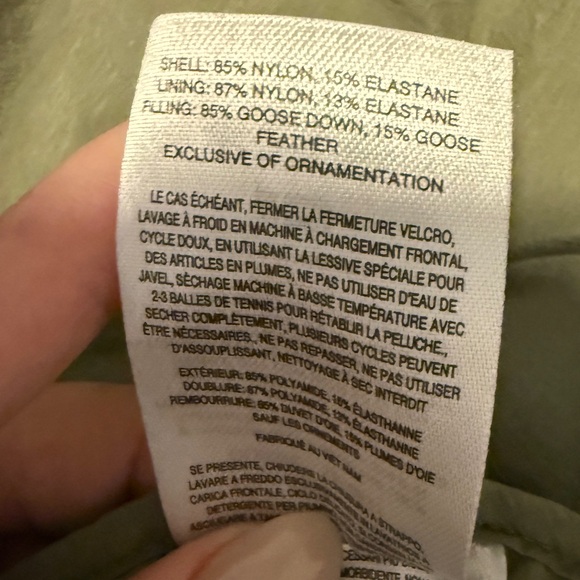 SHELL: 85% NYLON, 15% ELASTANE
LINING: 87% NYLON, 13% ELASTANE
FILLING: 85% GOOSE DOWN, 15% GOOSE
FEATHER
EXCLUSIVE OF ORNAMENTATION
LE CAS ÉCHÉANT, FERMER LA FERMETURE VELCRO,
LAVAGE À FROID EN MACHINE À CHARGEMENT FRONTAL,
CYCLE DOUX, EN UTILISANT LA LESSIVE SPÉCIALE POUR
DES ARTICLES EN PLUMES, NE PAS UTILISER D'EAU DE
JAVEL, SÉCHAGE MACHINE À BASSE TEMPÉRATURE AVEC
2-3 BALLES DE TENNIS POUR RÉTABLIR LA PELUCHE.,
SECHER COMPLÈTEMENT, PLUSIEURS CYCLES PEUVENT
ÊTRE NÉCESSAIRES., NE PAS REPASSER, NE PAS UTILISER
D'ASSOUPLISSANT, NETTOYAGE À SEC INTERDIT
EXTÉRIEUR: 85% POLYAMIDE, 15% ÉLASTHANNE
DOUBLURE: 87% POLYAMIDE, 13% ÉLASTHANNE
REMBOURRURE: 85% DUVET D'OIE, 15% PLUMES D'OIE
SAUF LES ORNEMENTS
FABRIQUÉ AU VIET NAM
SE PRESENTE, CHIUDERE LA CHIUSURA A STRAPPO,
LAVARE A FREDDO IN LAVATRICE A
CARICA FRONTALE, CICLO
DETERGENTE PER